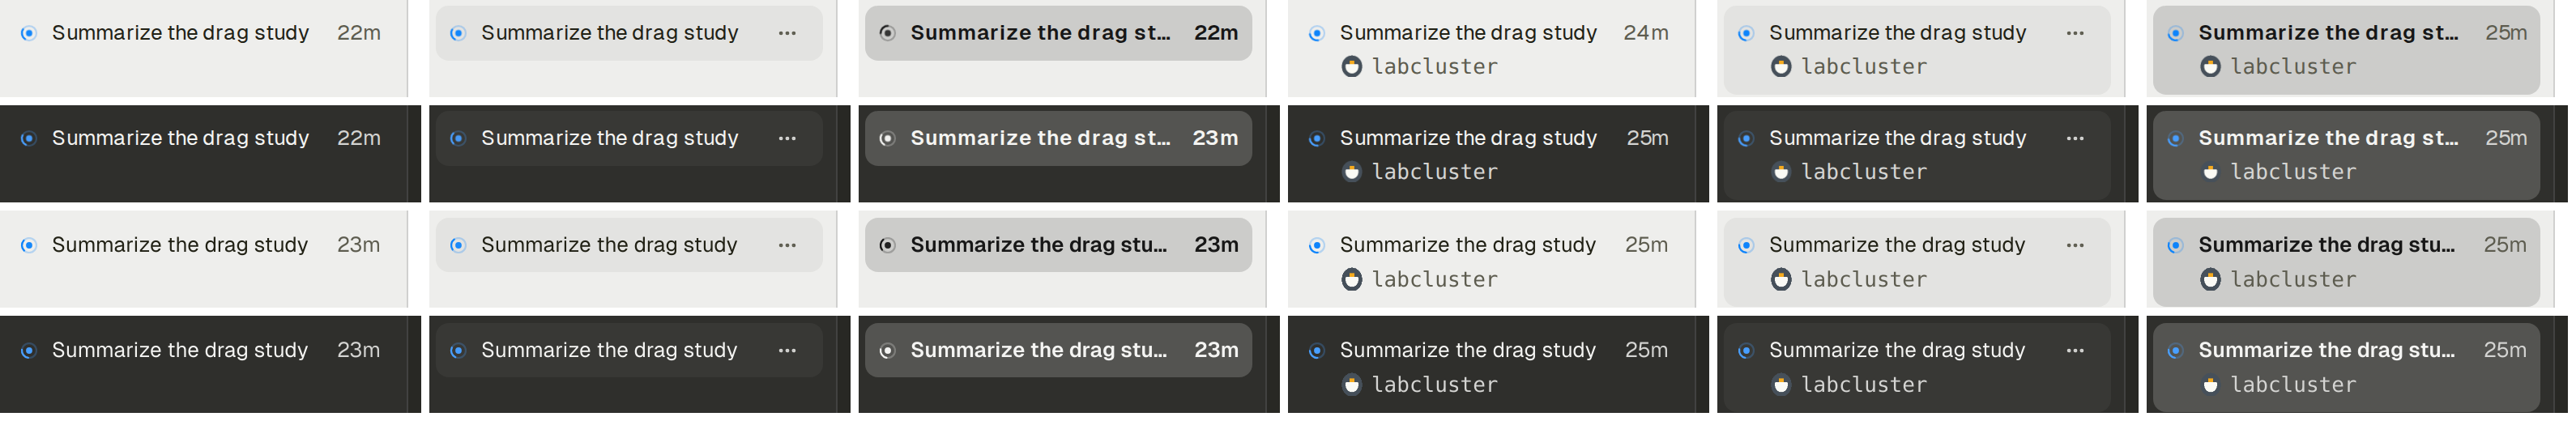 Summarize the drag study 22m
Summarize the drag study ...
Summarize the drag st... 22m
Summarize the drag study 24m
labcluster
Summarize the drag study ...
labcluster
Summarize the drag st... 25m
labcluster
Summarize the drag study 22m
Summarize the drag study ...
Summarize the drag st... 23m
Summarize the drag study 25m
labcluster
Summarize the drag study ...
labcluster
Summarize the drag st... 25m
labcluster
Summarize the drag study 23m
Summarize the drag study ...
Summarize the drag stu... 23m
Summarize the drag study 25m
labcluster
Summarize the drag study ...
labcluster
Summarize the drag stu... 25m
labcluster
Summarize the drag study 23m
Summarize the drag study ...
Summarize the drag stu... 23m
Summarize the drag study 25m
labcluster
Summarize the drag study ...
labcluster
Summarize the drag stu... 25m
labcluster